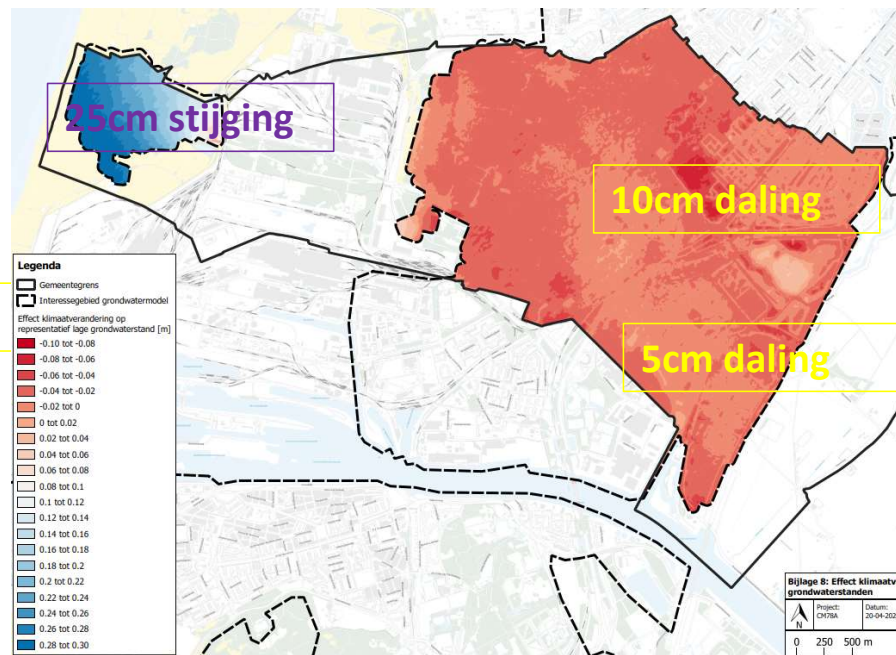 25cm stijging
10cm daling
5cm daling
Legenda
Gemeentegrens
Interessegebied grondwatermodel
Effect klimaatverandering op
representatief lage grondwaterstand [m]
-0.10 tot -0.08
-0.08 tot -0.06
-0.06 tot -0.04
-0.04 tot -0.02
-0.02 tot 0
0 tot 0.02
0.02 tot 0.04
0.04 tot 0.06
0.06 tot 0.08
0.08 tot 0.1
0.1 tot 0.12
0.12 tot 0.14
0.14 tot 0.16
0.16 tot 0.18
0.18 tot 0.2
0.2 tot 0.22
0.22 tot 0.24
0.24 tot 0.26
0.26 tot 0.28
0.28 tot 0.30
Bijlage 8: Effect klimaatv
grondwaterstanden
N
Project:
CM78A
Datum:
20-04-202
0 250 500 m